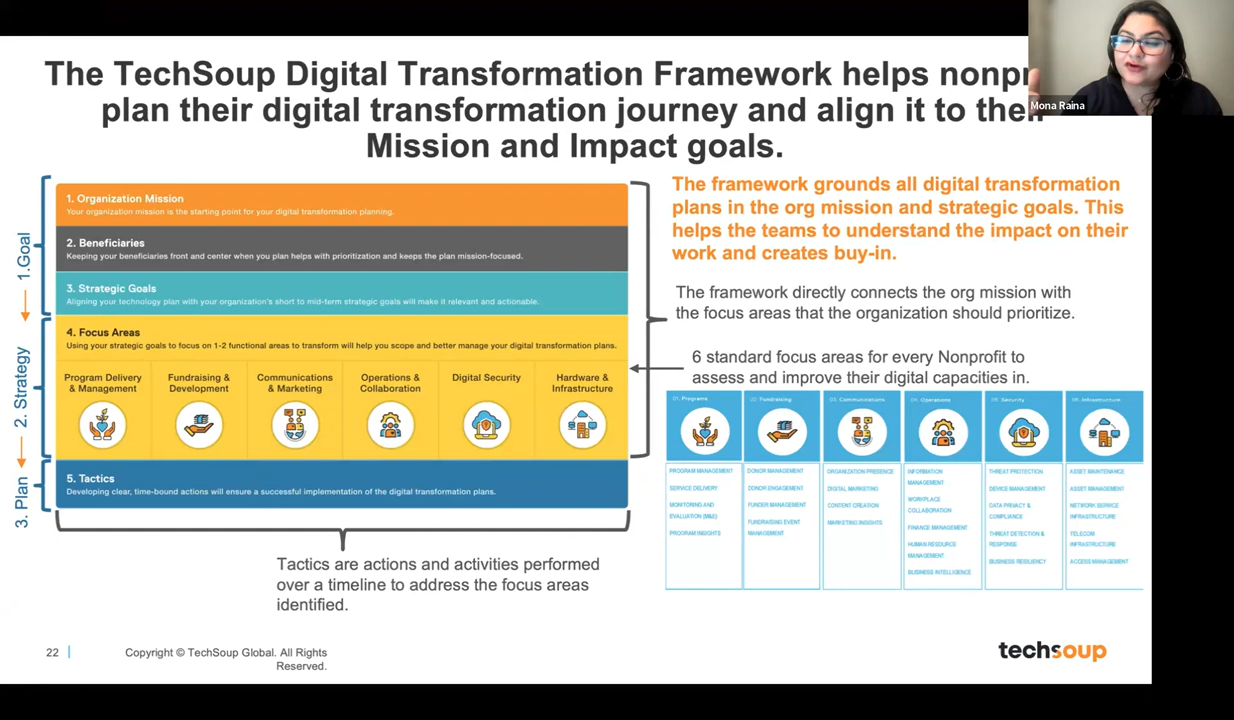 The TechSoup Digital Transformation Framework helps nonpr
plan their digital transformation journey and align it to their
Mission and Impact goals.
Mona Raina
1.Goal
2. Strategy
3. Plan
1. Organization Mission
Your organization mission is the starting point for your digital transformation planning.
2. Beneficiaries
Keeping your beneficiaries front and center when you plan helps with prioritization and keeps the plan mission-focused.
3. Strategic Goals
Aligning your technology plan with your organization's short to mid-term strategic goals will make it relevant and actionable.
4. Focus Areas
Using your strategic goals to focus on 1-2 functional areas to transform will help you scope and better manage your digital transformation plans.
Program Delivery
& Management
Fundraising &
Development
Communications
& Marketing
Operations &
Collaboration
Digital Security
Hardware &
Infrastructure
5. Tactics
Developing clear, time-bound actions will ensure a successful implementation of the digital transformation plans.
Tactics are actions and activities performed
over a timeline to address the focus areas
identified.
The framework grounds all digital transformation
plans in the org mission and strategic goals. This
helps the teams to understand the impact on their
work and creates buy-in.
The framework directly connects the org mission with
the focus areas that the organization should prioritize.
6 standard focus areas for every Nonprofit to
assess and improve their digital capacities in.
01. Programs
PROGRAM MANAGEMENT
SERVICE DELIVERY
MONITORING AND
EVALUATION (M&E)
PROGRAM INSIGHTS
02. Fundraising
DONOR MANAGEMENT
DONOR ENGAGEMENT
FUNDER MANAGEMENT
FUNDRAISING EVENT
MANAGEMENT
03. Communications
ORGANIZATION PRESENCE
DIGITAL MARKETING
CONTENT CREATION
MARKETING INSIGHTS
04. Operations
INFORMATION
MANAGEMENT
WORKPLACE
COLLABORATION
FINANCE MANAGEMENT
HUMAN RESOURCE
MANAGEMENT
BUSINESS INTELLIGENCE
05. Security
THREAT PROTECTION
DEVICE MANAGEMENT
DATA PRIVACY &
COMPLIANCE
THREAT DETECTION &
RESPONSE
BUSINESS RESILIENCY
06. Infrastructure
ASSET MAINTENANCE
ASSET MANAGEMENT
NETWORK SERVICE
INFRASTRUCTURE
TELECOM
INFRASTRUCTURE
ACCESS MANAGEMENT
22
Copyright © TechSoup Global. All Rights
Reserved.
techsoup